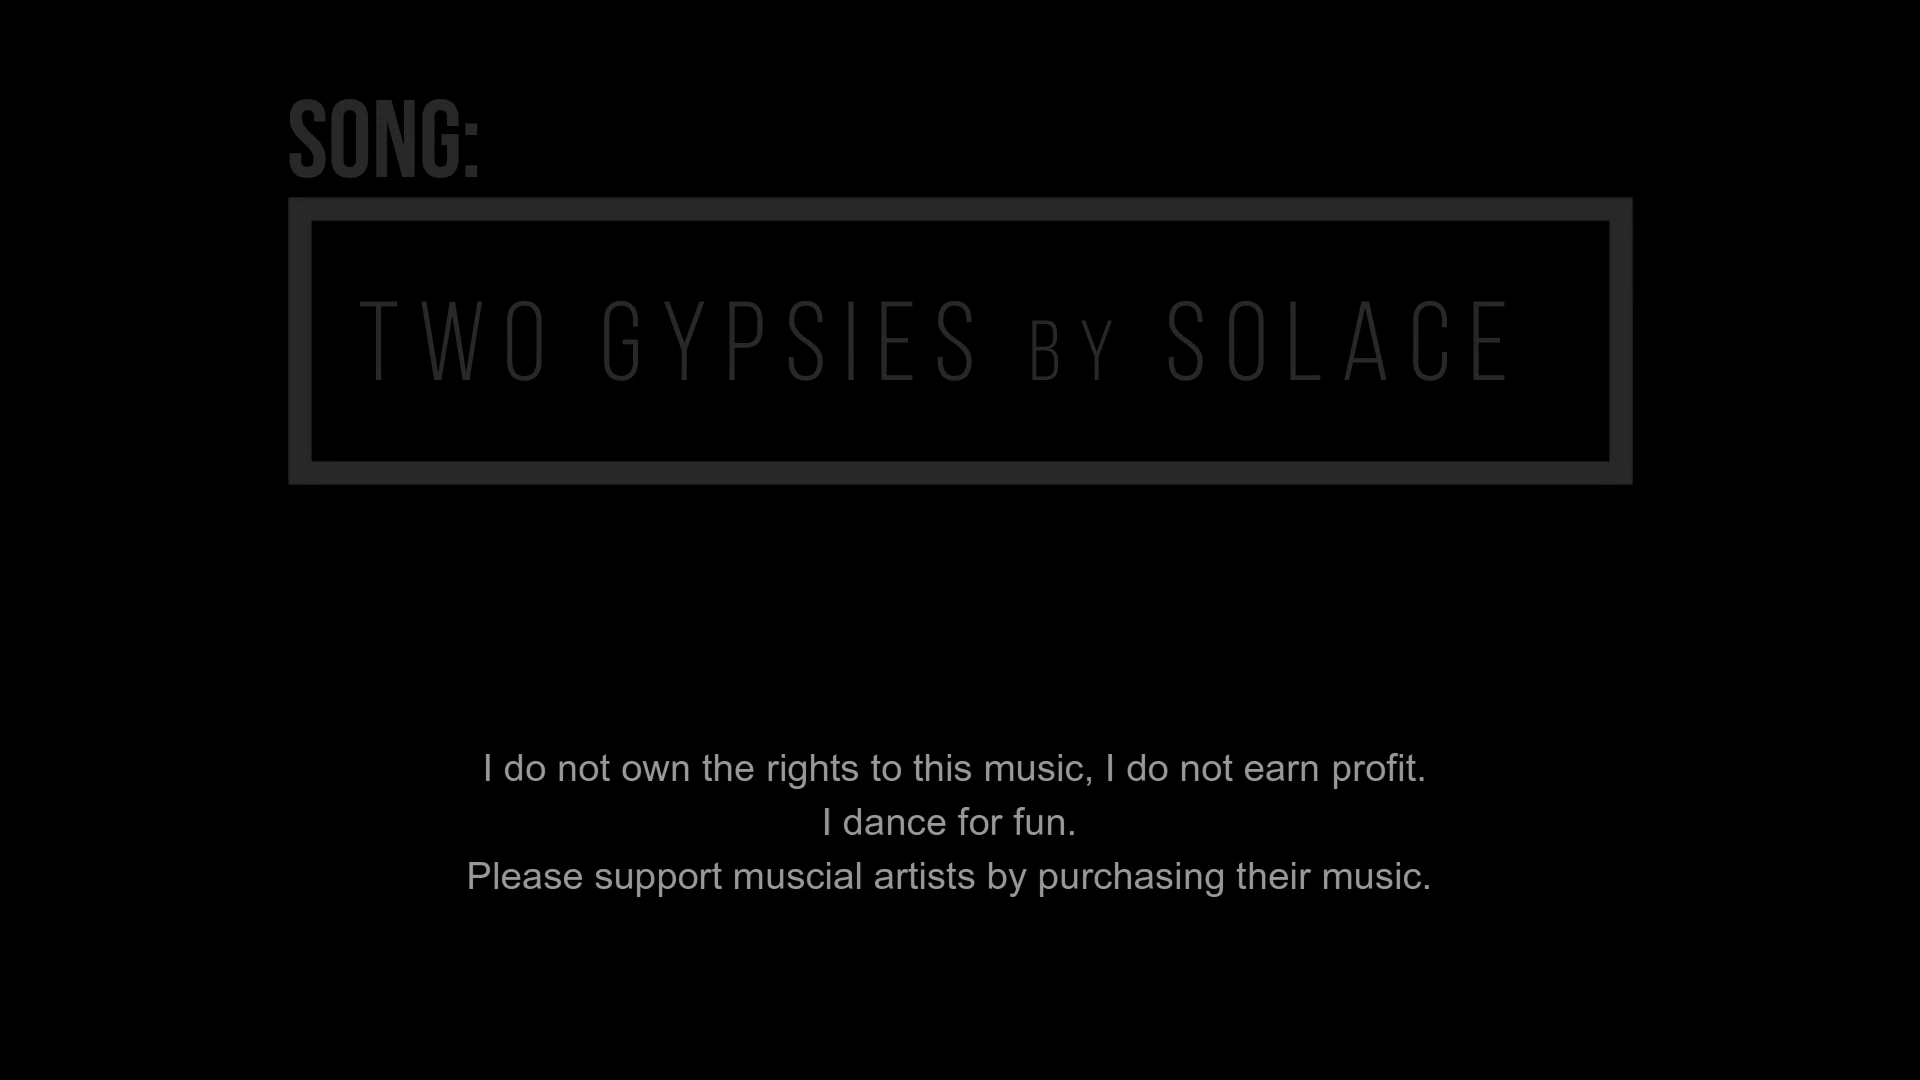 SONG:
TWO GYPSIES BY SOLACE
I do not own the rights to this music, I do not earn profit.
I dance for fun.
Please support muscial artists by purchasing their music.